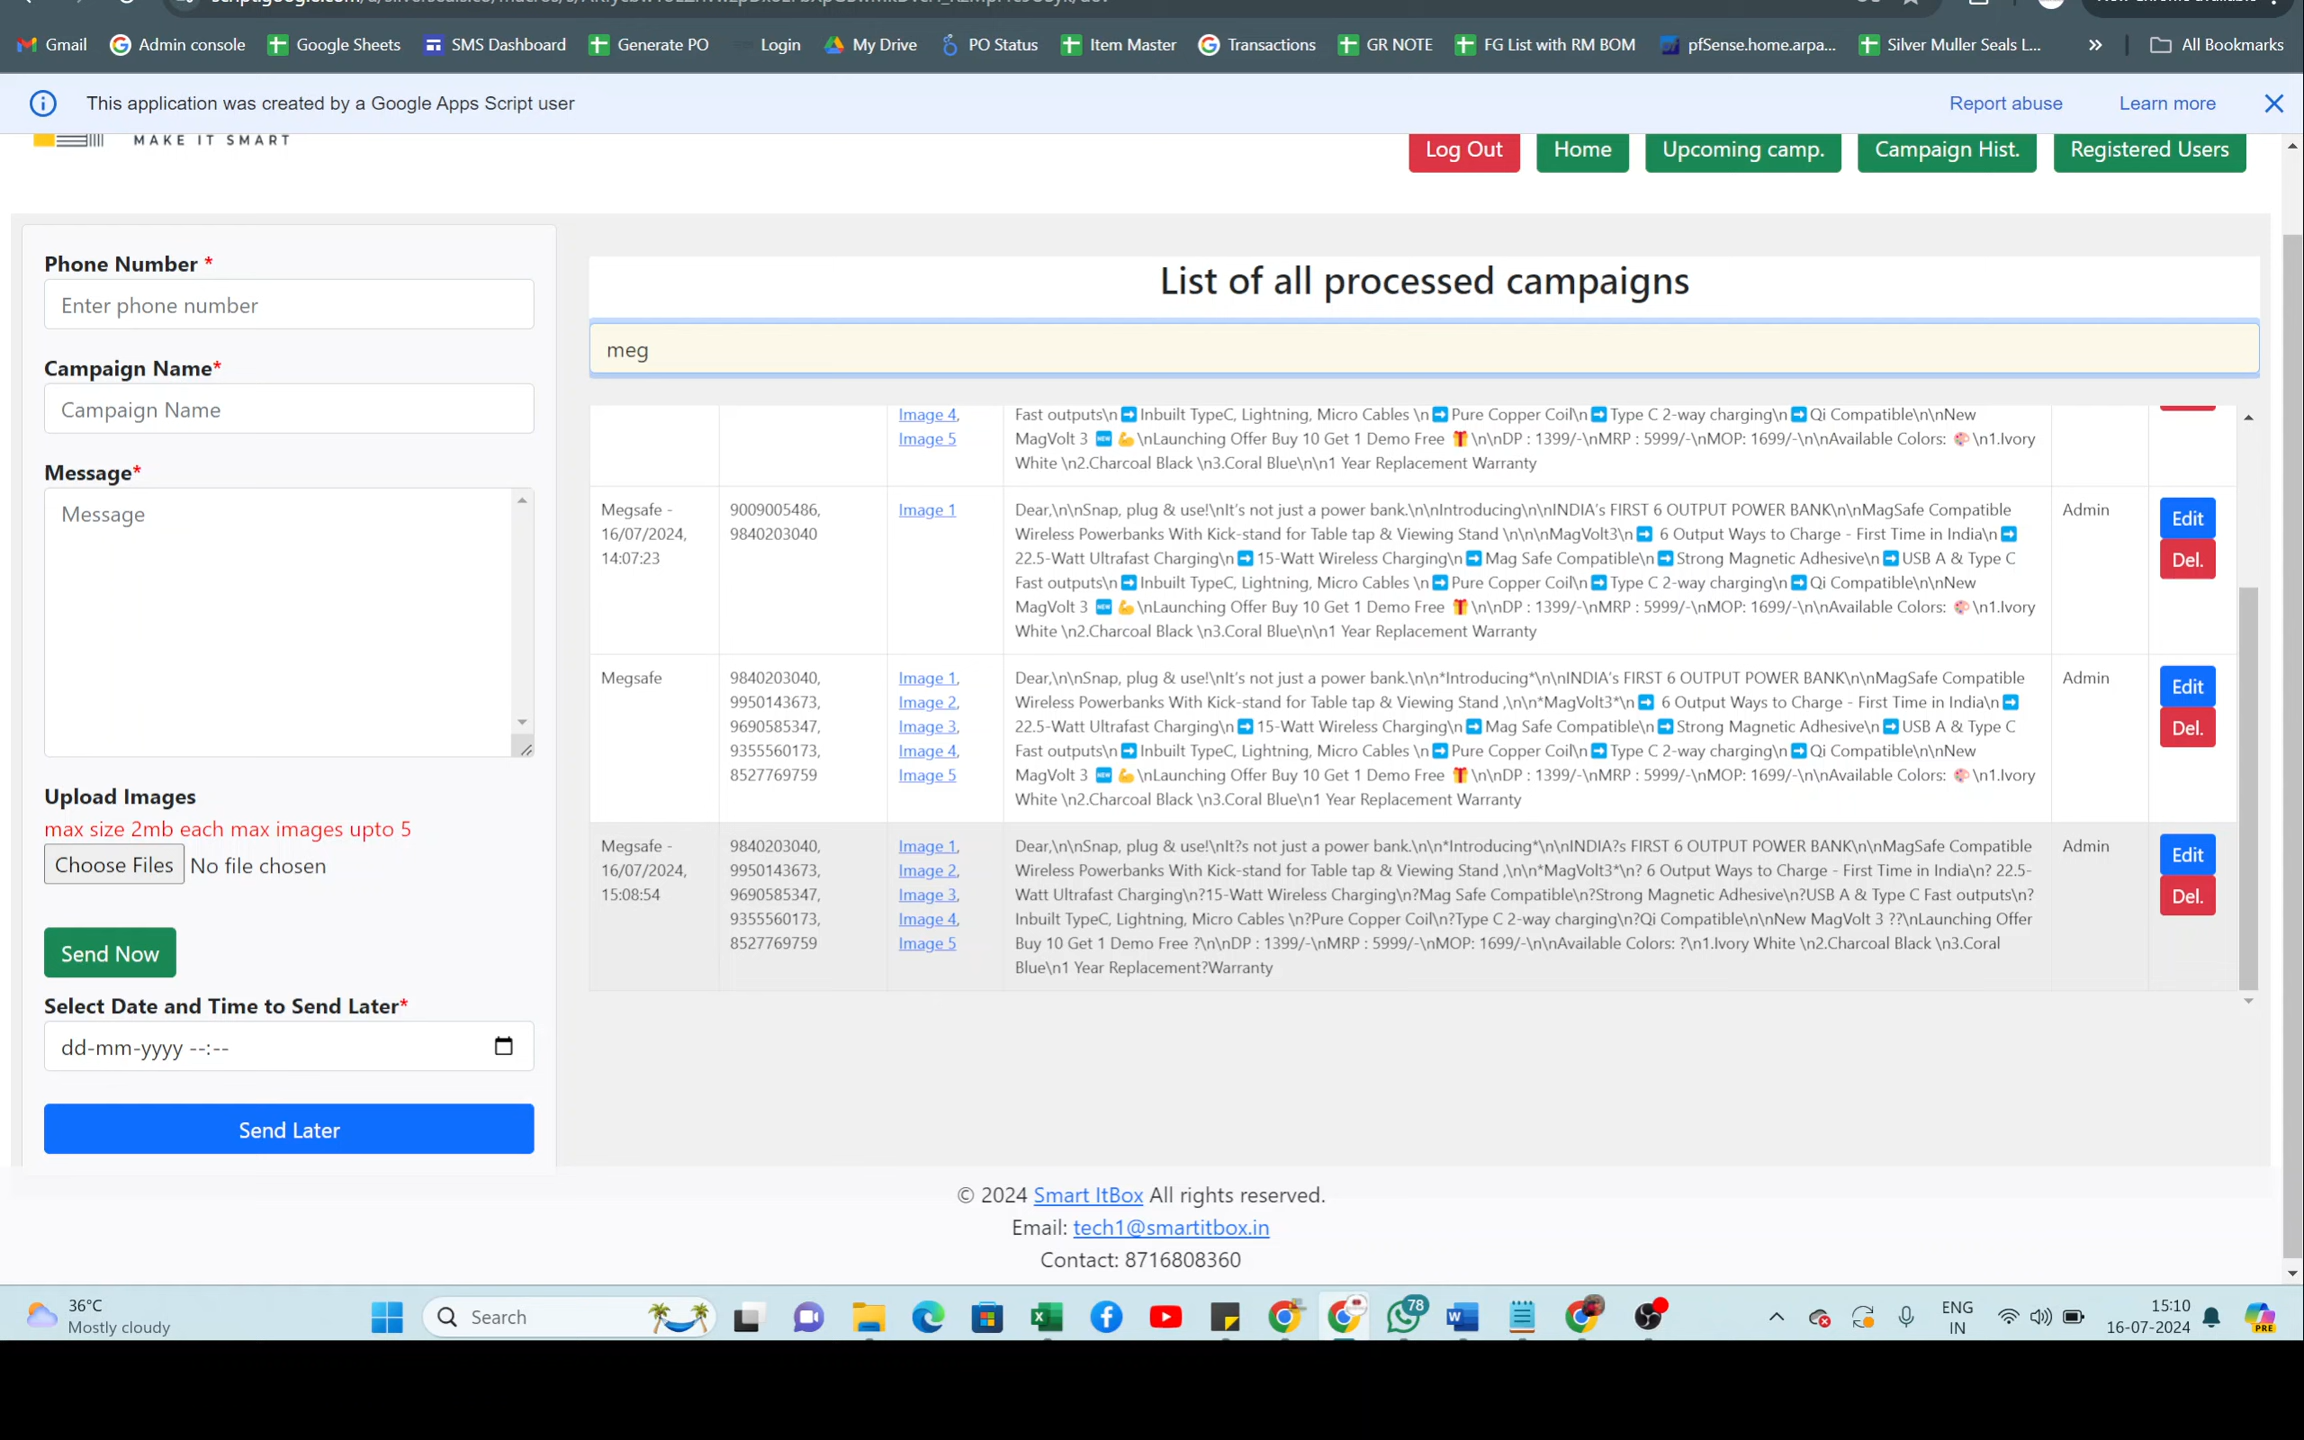 Gmail Admin console Google Sheets SMS Dashboard Generate PO Login My Drive PO Status Item Master Transactions GR NOTE FG List with RM BOM pfSense.home.arpa... Silver Muller Seals L... » All Bookmarks
This application was created by a Google Apps Script user Report abuse Learn more
MAKE IT SMART
Log Out Home Upcoming camp. Campaign Hist. Registered Users
Phone Number *
Enter phone number
Campaign Name*
Campaign Name
Message*
Message
Upload Images
max size 2mb each max images upto 5
Choose Files No file chosen
Send Now
Select Date and Time to Send Later*
dd-mm-yyyy --:--
Send Later
List of all processed campaigns
meg
Image 4,
Image 5
Fast outputs\n➡Inbuilt TypeC, Lightning, Micro Cables \n➡Pure Copper Coil\n➡Type C 2-way charging\n➡Qi Compatible\n\nNew
MagVolt 3 🆕 💪\nLaunching Offer Buy 10 Get 1 Demo Free 🎁\n\nDP : 1399/-\nMRP : 5999/-\nMOP: 1699/-\n\nAvailable Colors: 🎨\n1.Ivory
White \n2.Charcoal Black \n3.Coral Blue\n\n1 Year Replacement Warranty
Megsafe -
16/07/2024,
14:07:23
9009005486,
9840203040
Image 1
Dear,\n\nSnap, plug & use!\nIt’s not just a power bank.\n\nIntroducing\n\nINDIA’s FIRST 6 OUTPUT POWER BANK\n\nMagSafe Compatible
Wireless Powerbanks With Kick-stand for Table tap & Viewing Stand \n\n\nMagVolt3\n➡ 6 Output Ways to Charge - First Time in India\n➡
22.5-Watt Ultrafast Charging\n➡15-Watt Wireless Charging\n➡Mag Safe Compatible\n➡Strong Magnetic Adhesive\n➡USB A & Type C
Fast outputs\n➡Inbuilt TypeC, Lightning, Micro Cables \n➡Pure Copper Coil\n➡Type C 2-way charging\n➡Qi Compatible\n\nNew
MagVolt 3 🆕 💪\nLaunching Offer Buy 10 Get 1 Demo Free 🎁\n\nDP : 1399/-\nMRP : 5999/-\nMOP: 1699/-\n\nAvailable Colors: 🎨\n1.Ivory
White \n2.Charcoal Black \n3.Coral Blue\n\n1 Year Replacement Warranty
Admin
Edit
Del.
Megsafe
9840203040,
9950143673,
9690585347,
9355560173,
8527769759
Image 1,
Image 2,
Image 3,
Image 4,
Image 5
Dear,\n\nSnap, plug & use!\nIt’s not just a power bank.\n\n*Introducing*\n\nINDIA’s FIRST 6 OUTPUT POWER BANK\n\nMagSafe Compatible
Wireless Powerbanks With Kick-stand for Table tap & Viewing Stand ,\n\n*MagVolt3*\n➡ 6 Output Ways to Charge - First Time in India\n➡
22.5-Watt Ultrafast Charging\n➡15-Watt Wireless Charging\n➡Mag Safe Compatible\n➡Strong Magnetic Adhesive\n➡USB A & Type C
Fast outputs\n➡Inbuilt TypeC, Lightning, Micro Cables \n➡Pure Copper Coil\n➡Type C 2-way charging\n➡Qi Compatible\n\nNew
MagVolt 3 🆕 💪\nLaunching Offer Buy 10 Get 1 Demo Free 🎁\n\nDP : 1399/-\nMRP : 5999/-\nMOP: 1699/-\n\nAvailable Colors: 🎨\n1.Ivory
White \n2.Charcoal Black \n3.Coral Blue\n1 Year Replacement Warranty
Admin
Edit
Del.
Megsafe -
16/07/2024,
15:08:54
9840203040,
9950143673,
9690585347,
9355560173,
8527769759
Image 1,
Image 2,
Image 3,
Image 4,
Image 5
Dear,\n\nSnap, plug & use!\nIt?s not just a power bank.\n\n*Introducing*\n\nINDIA?s FIRST 6 OUTPUT POWER BANK\n\nMagSafe Compatible
Wireless Powerbanks With Kick-stand for Table tap & Viewing Stand ,\n\n*MagVolt3*\n? 6 Output Ways to Charge - First Time in India\n? 22.5-
Watt Ultrafast Charging\n?15-Watt Wireless Charging\n?Mag Safe Compatible\n?Strong Magnetic Adhesive\n?USB A & Type C Fast outputs\n?
Inbuilt TypeC, Lightning, Micro Cables \n?Pure Copper Coil\n?Type C 2-way charging\n?Qi Compatible\n\nNew MagVolt 3 ??\nLaunching Offer
Buy 10 Get 1 Demo Free ?\n\nDP : 1399/-\nMRP : 5999/-\nMOP: 1699/-\n\nAvailable Colors: ?\n1.Ivory White \n2.Charcoal Black \n3.Coral
Blue\n1 Year Replacement?Warranty
Admin
Edit
Del.
© 2024 Smart ItBox All rights reserved.
Email: tech1@smartitbox.in
Contact: 8716808360
36°C
Mostly cloudy
Search
78
ENG
IN
15:10
16-07-2024
PRE